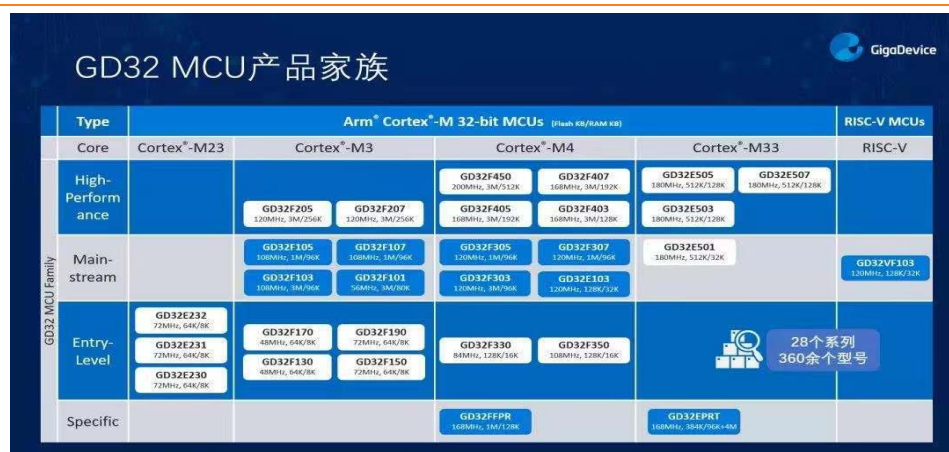 GD32 MCU产品家族
GigaDevice
Type
Arm® Cortex®-M 32-bit MCUs (Flash KB/RAM KB)
RISC-V MCUs
Core
Cortex®-M23
Cortex®-M3
Cortex®-M4
Cortex®-M33
RISC-V
GD32 MCU Family
High-
Perform
ance
GD32F205
120MHz, 3M/256K
GD32F207
120MHz, 3M/256K
GD32F450
200MHz, 3M/512K
GD32F407
168MHz, 3M/192K
GD32F405
168MHz, 3M/192K
GD32F403
168MHz, 3M/128K
GD32E505
180MHz, 512K/128K
GD32E507
180MHz, 512K/128K
GD32E503
180MHz, 512K/128K
Main-
stream
GD32F105
108MHz, 1M/96K
GD32F107
108MHz, 1M/96K
GD32F103
108MHz, 3M/96K
GD32F101
56MHz, 3M/80K
GD32F305
120MHz, 1M/96K
GD32F307
120MHz, 1M/96K
GD32F303
120MHz, 3M/96K
GD32E103
120MHz, 128K/32K
GD32E501
180MHz, 512K/32K
GD32VF103
120MHz, 128K/32K
Entry-
Level
GD32E232
72MHz, 64K/8K
GD32E231
72MHz, 64K/8K
GD32E230
72MHz, 64K/8K
GD32F170
48MHz, 64K/8K
GD32F190
72MHz, 64K/8K
GD32F130
48MHz, 64K/8K
GD32F150
72MHz, 64K/8K
GD32F330
84MHz, 128K/16K
GD32F350
108MHz, 128K/16K
28个系列
360余个型号
Specific
GD32FFPR
168MHz, 1M/128K
GD32EPRT
168MHz, 384K/96K+4M